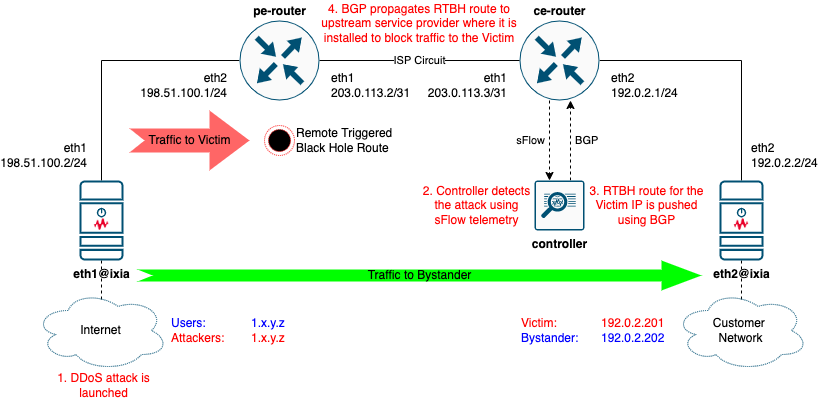 pe-router
4. BGP propagates RTBH route to
upstream service provider where it is
installed to block traffic to the Victim
ce-router
ISP Circuit
eth2
198.51.100.1/24
eth1
203.0.113.2/31
eth1
203.0.113.3/31
eth2
192.0.2.1/24
eth1
198.51.100.2/24
Traffic to Victim
Remote Triggered
Black Hole Route
sFlow
BGP
eth2
192.0.2.2/24
2. Controller detects
the attack using
sFlow telemetry
3. RTBH route for the
Victim IP is pushed
using BGP
controller
eth1@ixia
Traffic to Bystander
eth2@ixia
Internet
Users: 1.x.y.z
Attackers: 1.x.y.z
Victim: 192.0.2.201
Bystander: 192.0.2.202
Customer
Network
1. DDoS attack is
launched